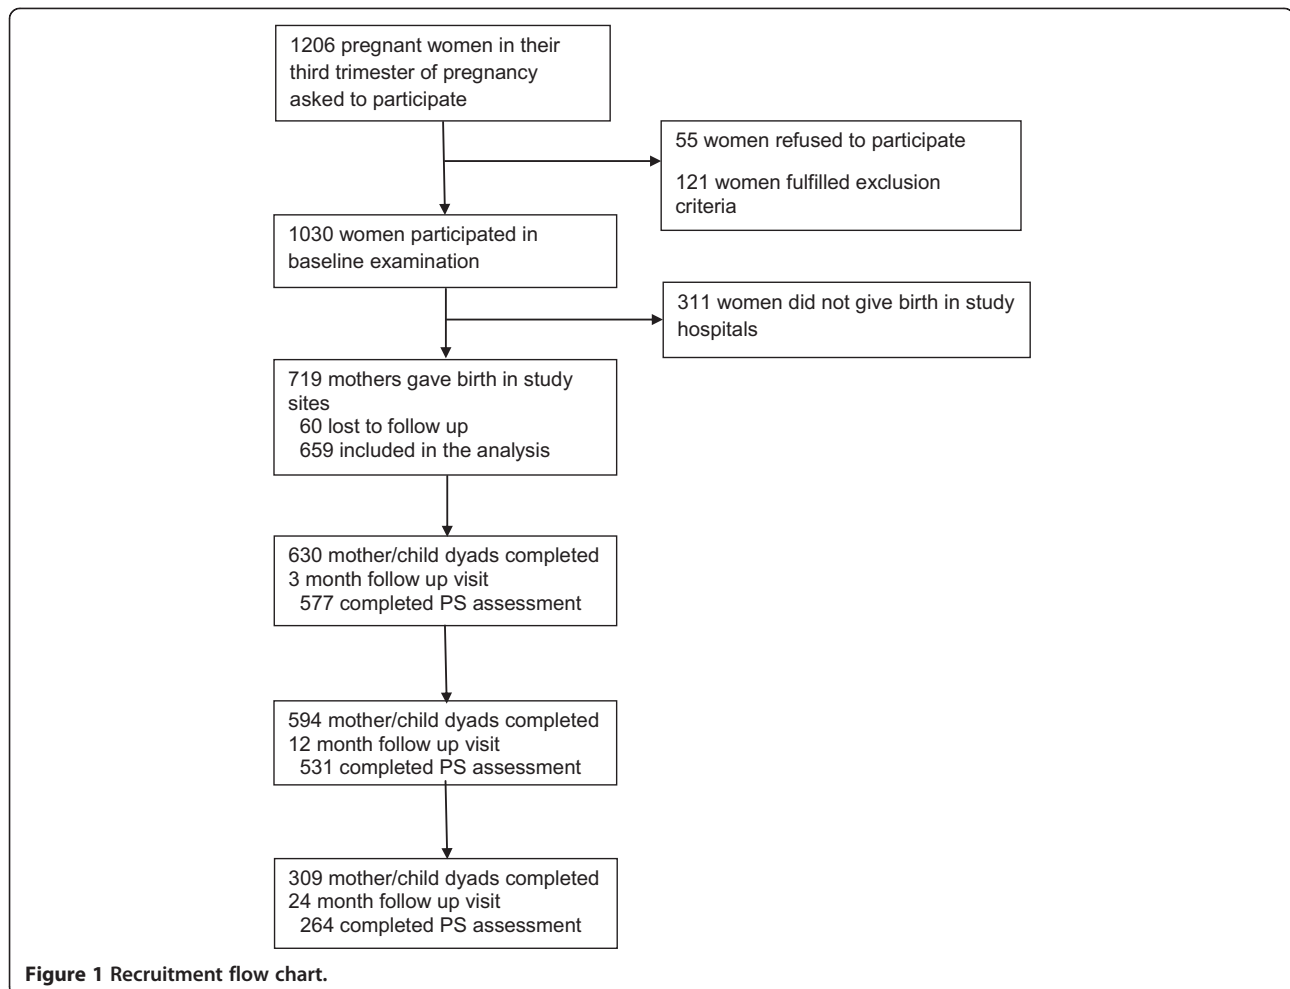 1206 pregnant women in their
third trimester of pregnancy
asked to participate
55 women refused to participate
121 women fulfilled exclusion
criteria
1030 women participated in
baseline examination
311 women did not give birth in study
hospitals
719 mothers gave birth in study
sites
60 lost to follow up
659 included in the analysis
630 mother/child dyads completed
3 month follow up visit
577 completed PS assessment
594 mother/child dyads completed
12 month follow up visit
531 completed PS assessment
309 mother/child dyads completed
24 month follow up visit
264 completed PS assessment
Figure 1 Recruitment flow chart.